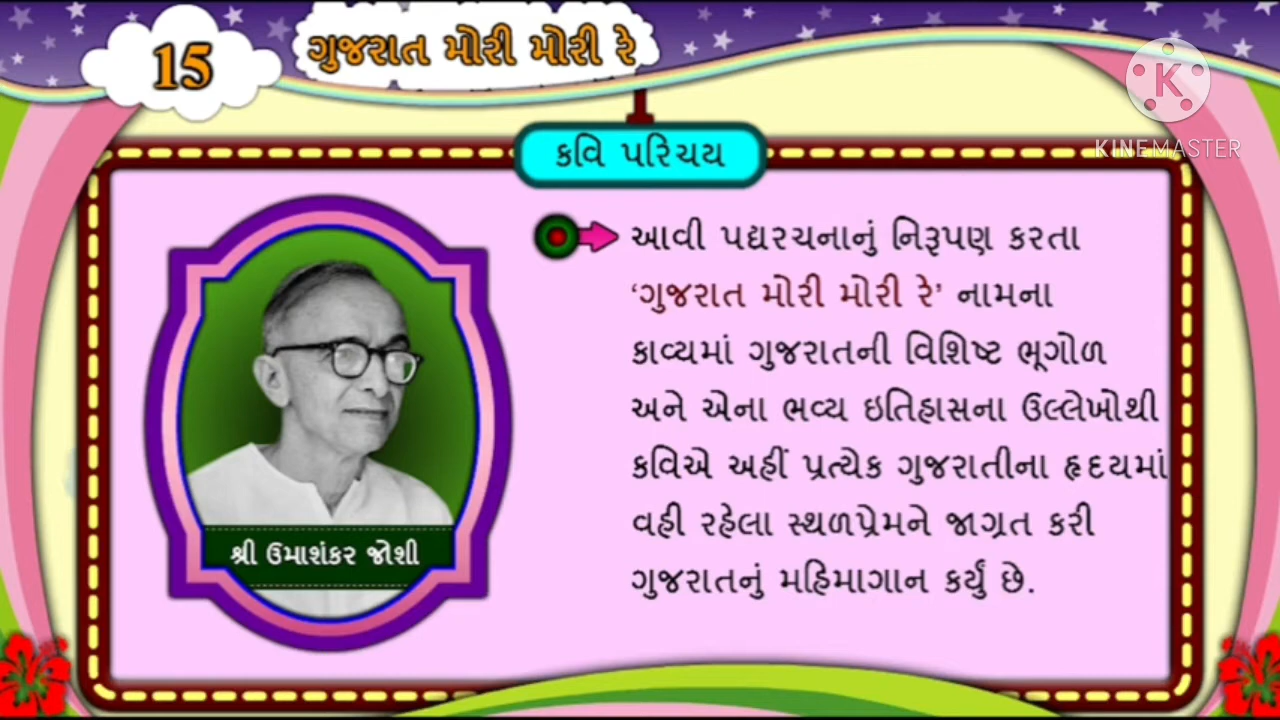 15
ગુજરાત મોરી મોરી રે
KINEMASTER
કવિ પરિચય
આવી પદ્યરચનાનું નિરૂપણ કરતા
‘ગુજરાત મોરી મોરી રે’ નામના
કાવ્યમાં ગુજરાતની વિશિષ્ટ ભૂગોળ
અને એના ભવ્ય ઇતિહાસના ઉલ્લેખોથી
કવિએ અહીં પ્રત્યેક ગુજરાતીના હૃદયમાં
વહી રહેલા સ્થળપ્રેમને જાગ્રત કરી
ગુજરાતનું મહિમાગાન કર્યું છે.
શ્રી ઉમાશંકર જોશી